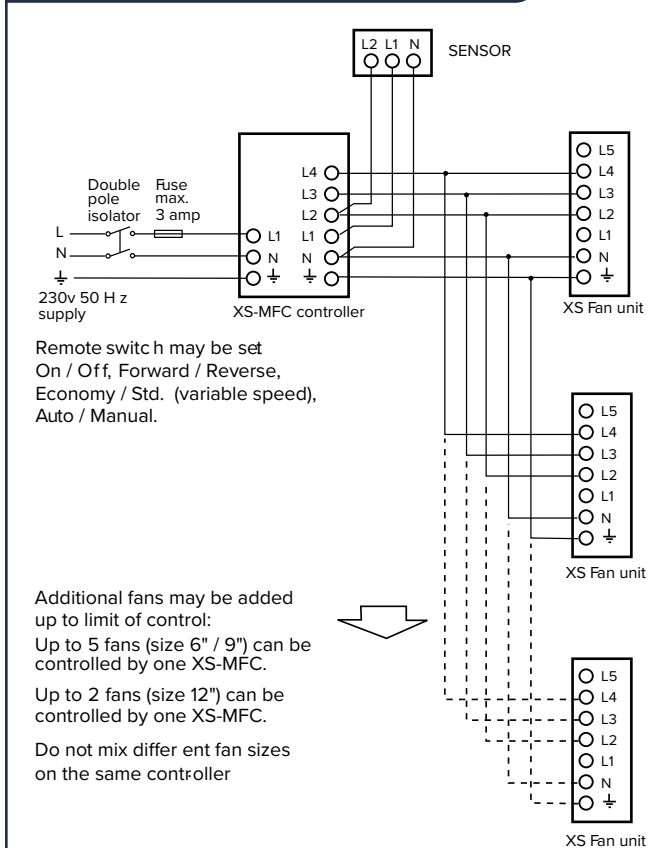 L2 L1 N
SENSOR
L4
L3
L2
L1
N
L1
N
Double
pole
isolator
Fuse
max.
3 amp
L
N
230v 50 H z
supply
XS-MFC controller
L5
L4
L3
L2
L1
N
XS Fan unit
Remote switc h may be set
On / Off, Forward / Reverse,
Economy / Std. (variable speed),
Auto / Manual.
L5
L4
L3
L2
L1
N
XS Fan unit
Additional fans may be added
up to limit of control:
Up to 5 fans (size 6" / 9") can be
controlled by one XS-MFC.
Up to 2 fans (size 12") can be
controlled by one XS-MFC.
Do not mix differ ent fan sizes
on the same controller
L5
L4
L3
L2
L1
N
XS Fan unit